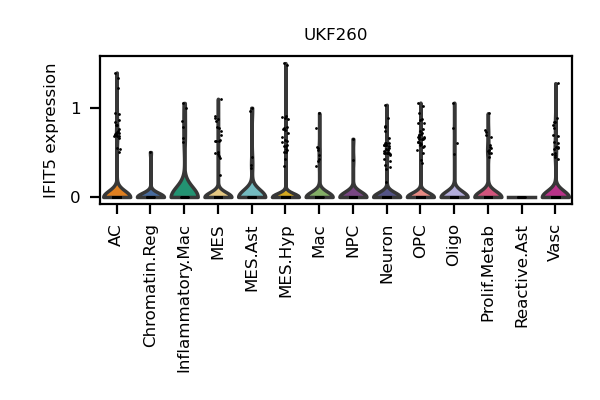 UKF260
IFIT5 expression
1
0
AC
Chromatin.Reg
Inflammatory.Mac
MES
MES.Ast
MES.Hyp
Mac
NPC
Neuron
OPC
Oligo
Prolif.Metab
Reactive.Ast
Vasc